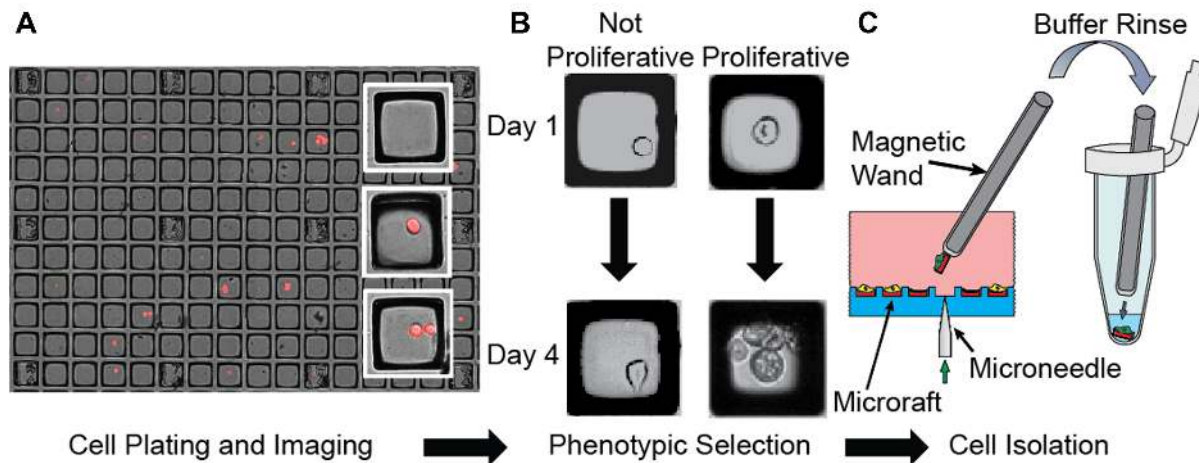 A
B
Not
Proliferative
Proliferative
C
Buffer Rinse
Day 1
Magnetic
Wand
Day 4
Microneedle
Microraft
Cell Plating and Imaging
Phenotypic Selection
Cell Isolation